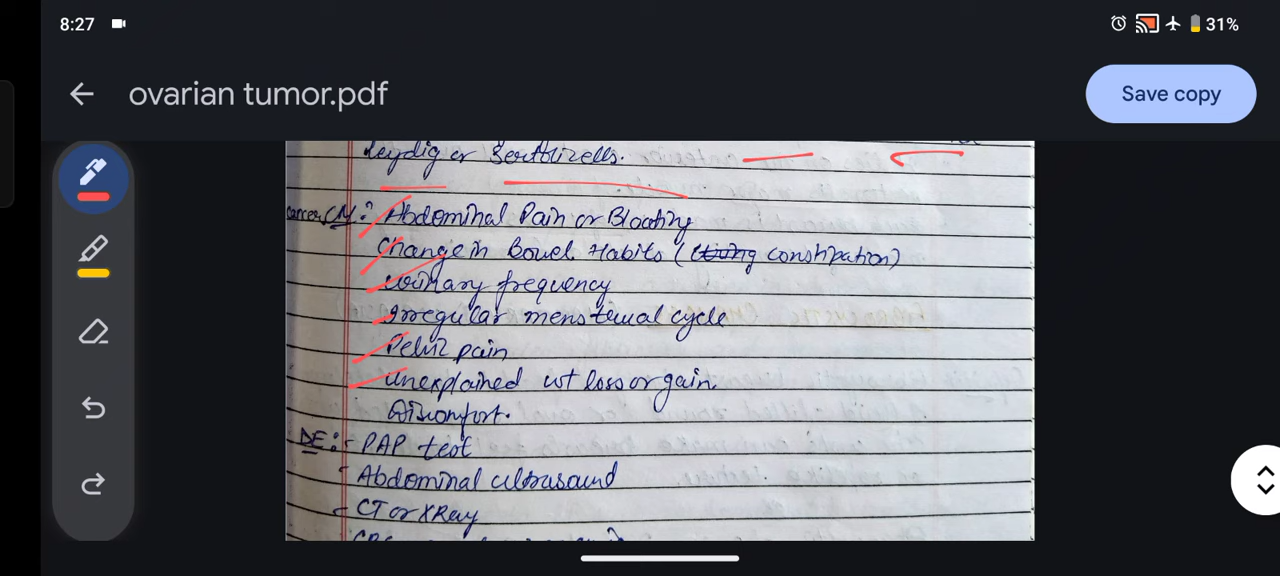 8:27
31%
ovarian tumor.pdf
Save copy
Leydig or Sertolicells.
cancer CM:- Abdominal Pain or Bloating
Change in Bowel Habits ( constipation)
Urinary frequency
Irregular menstrual cycle
Pelvic pain
Unexplained wt loss or gain.
Discomfort.
DE:- PAP test
- Abdominal ultrasound
- CT or XRay